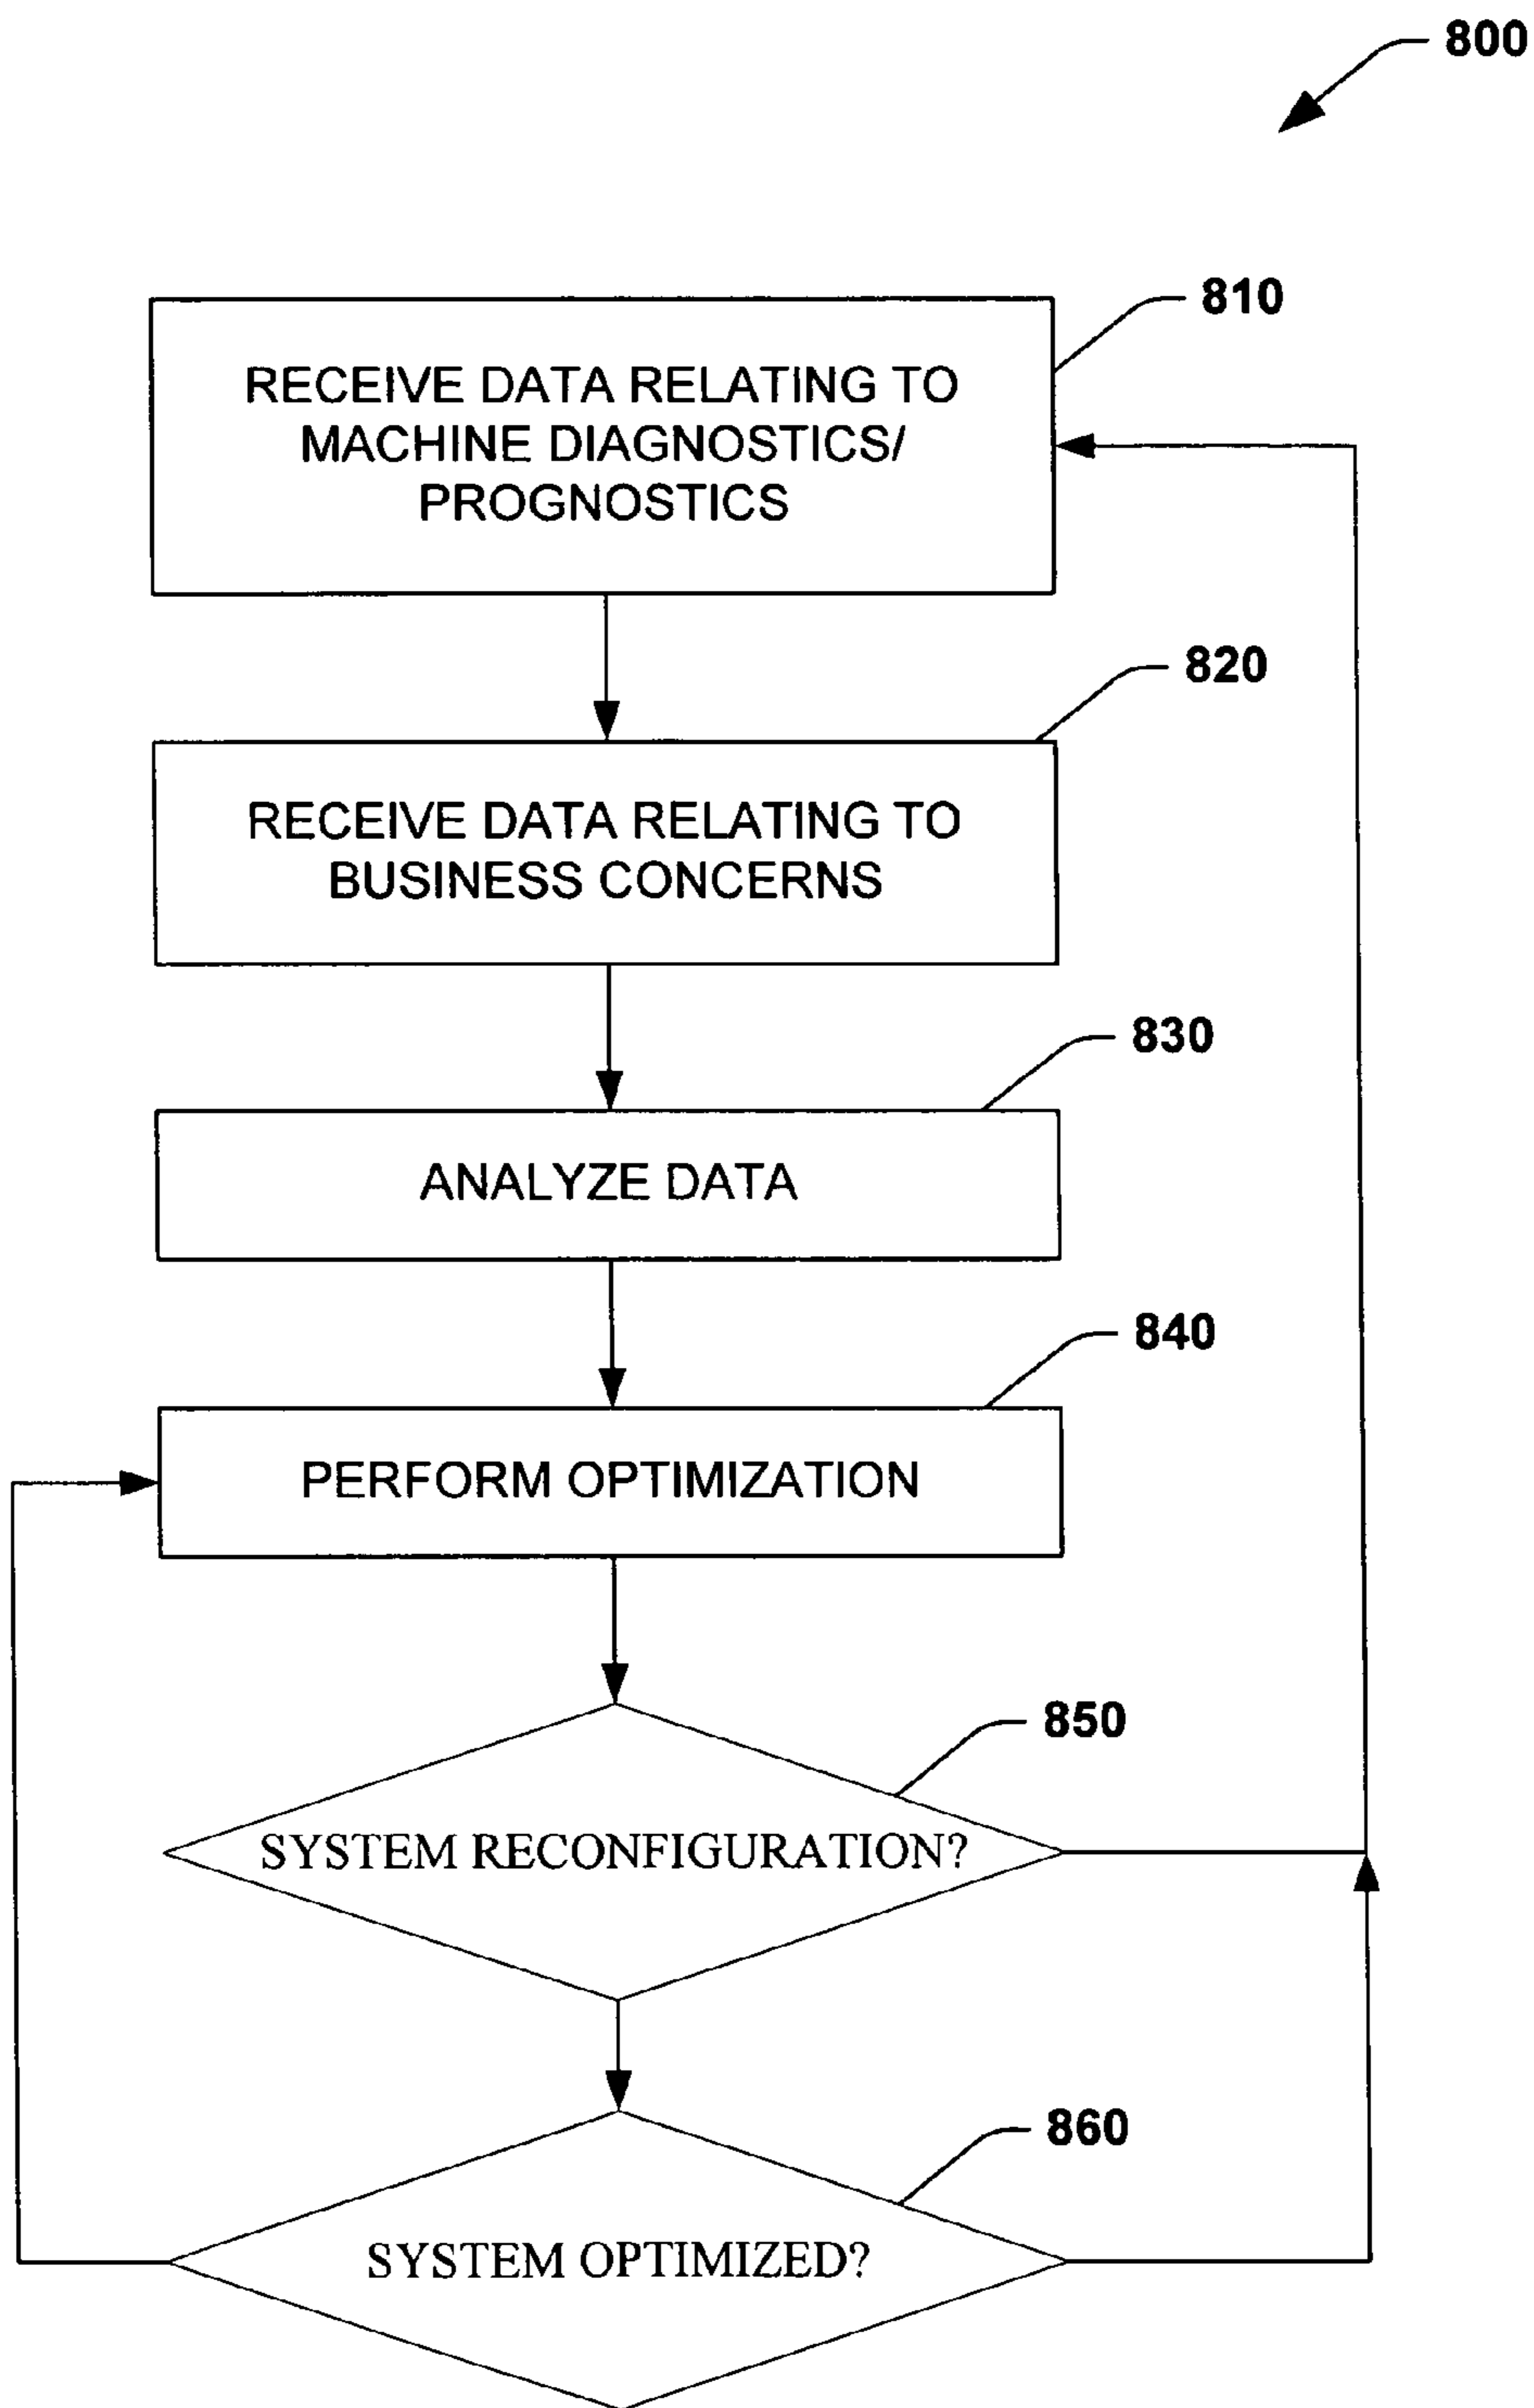 800
810
RECEIVE DATA RELATING TO
MACHINE DIAGNOSTICS/
PROGNOSTICS
820
RECEIVE DATA RELATING TO
BUSINESS CONCERNS
830
ANALYZE DATA
840
PERFORM OPTIMIZATION
850
SYSTEM RECONFIGURATION?
860
SYSTEM OPTIMIZED?